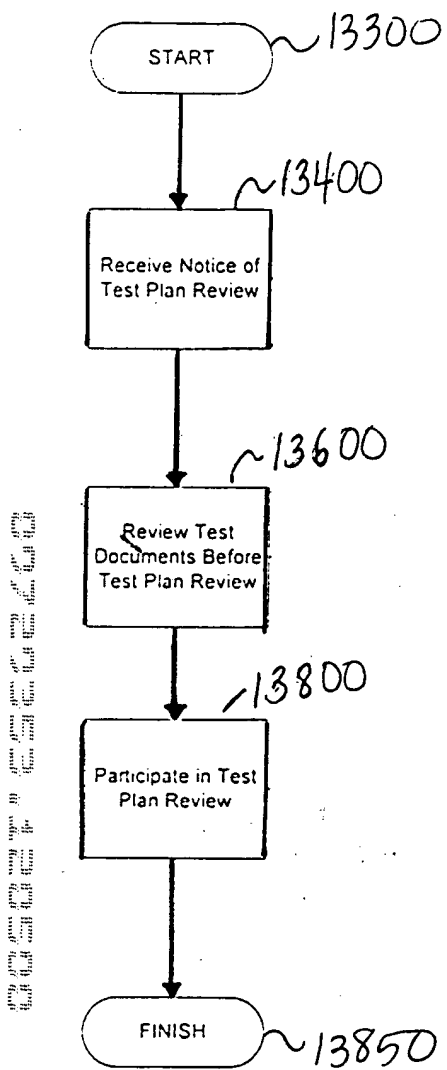 START
13300
13400
Receive Notice of
Test Plan Review
13600
Review Test
Documents Before
Test Plan Review
13800
Participate in Test
Plan Review
FINISH
13850